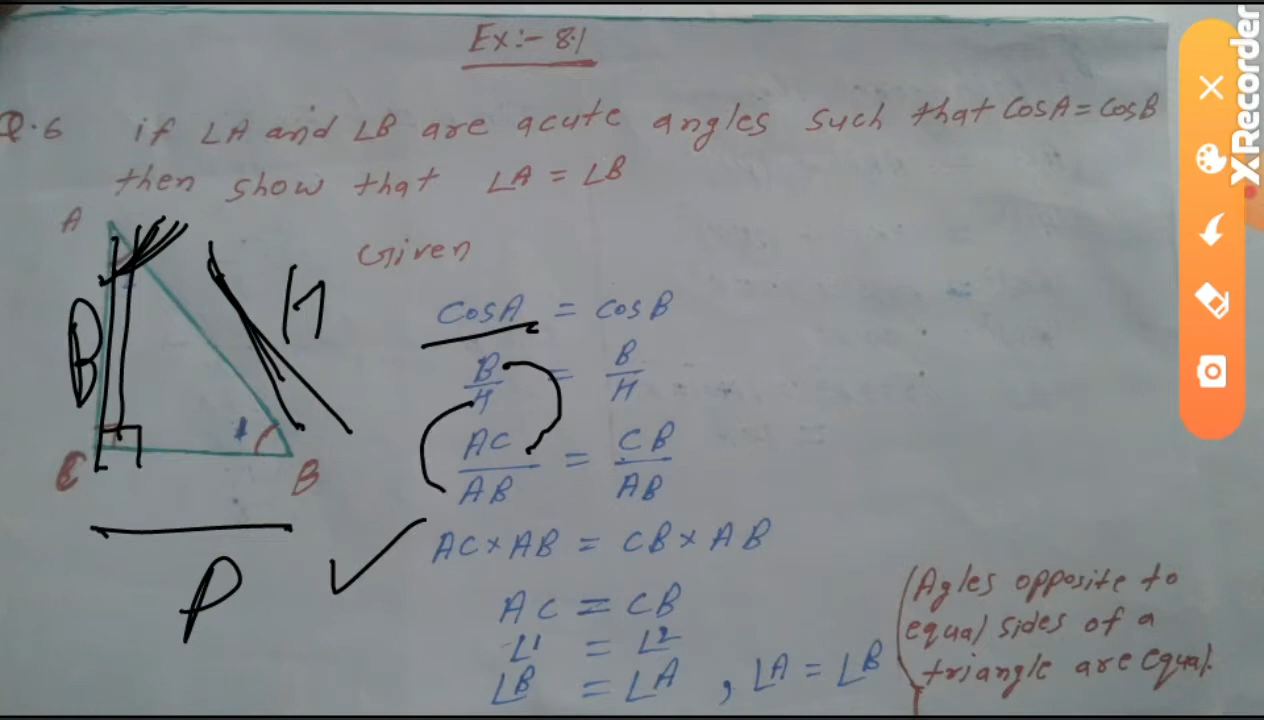 Ex:- 8.1
Q.6 if ∠A and ∠B are acute angles such that CosA = CosB
then show that ∠A = ∠B
A
Given
B
H
CosA = cosB
B/H = B/H
AC/AB = CB/AB
C
B
P
AC × AB = CB × AB
AC = CB
∠1 = ∠2
∠B = ∠A , ∠A = ∠B
(Agles opposite to
equal sides of a
triangle are equal.
XRecorder